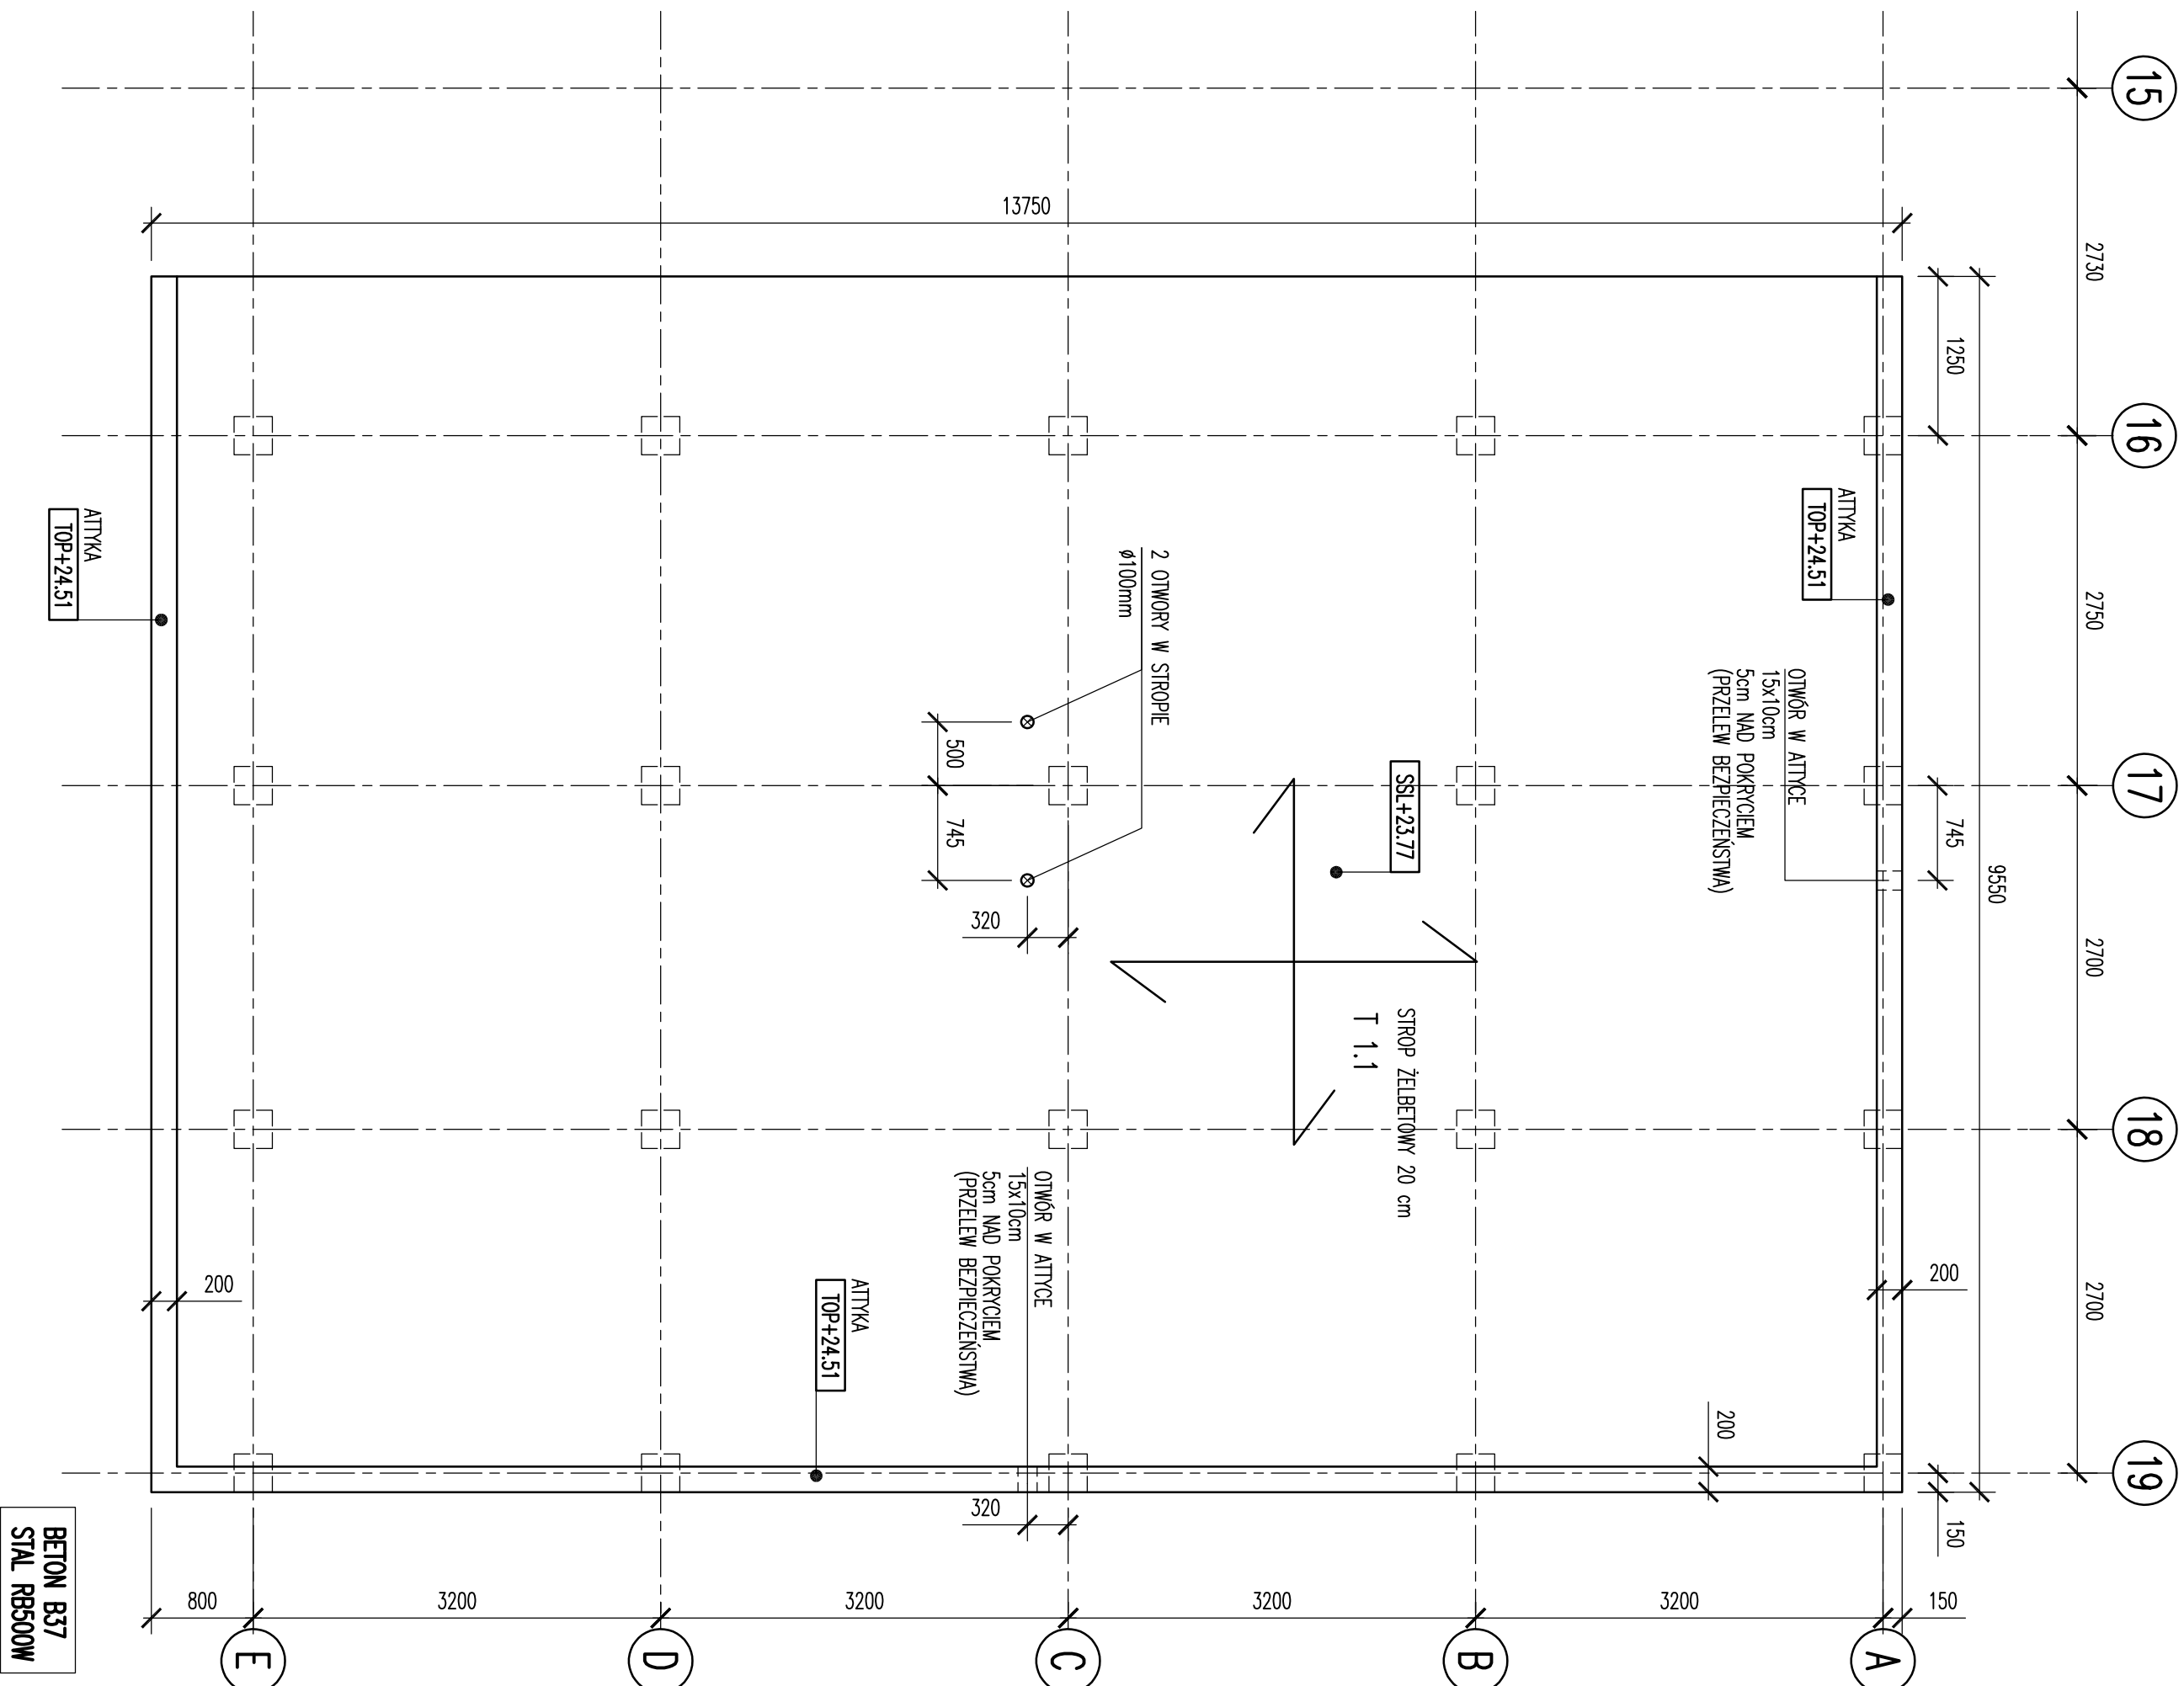 15
16
17
18
19
2730
2750
2700
2700
9550
1250
745
150
ATTYKA
TOP+24.51
200
OTWÓR W ATTYCE
15x10cm
5cm NAD POKRYCIEM
(PRZELEW BEZPIECZEŃSTWA)
200
SSL+23.77
STROP ŻELBETOWY 20 cm
T 1.1
2 OTWORY W STROPIE
ø100mm
13750
500
745
320
OTWÓR W ATTYCE
15x10cm
5cm NAD POKRYCIEM
(PRZELEW BEZPIECZEŃSTWA)
320
ATTYKA
TOP+24.51
ATTYKA
TOP+24.51
200
150
3200
3200
3200
3200
800
A
B
C
D
E
BETON B37
STAL RB500W